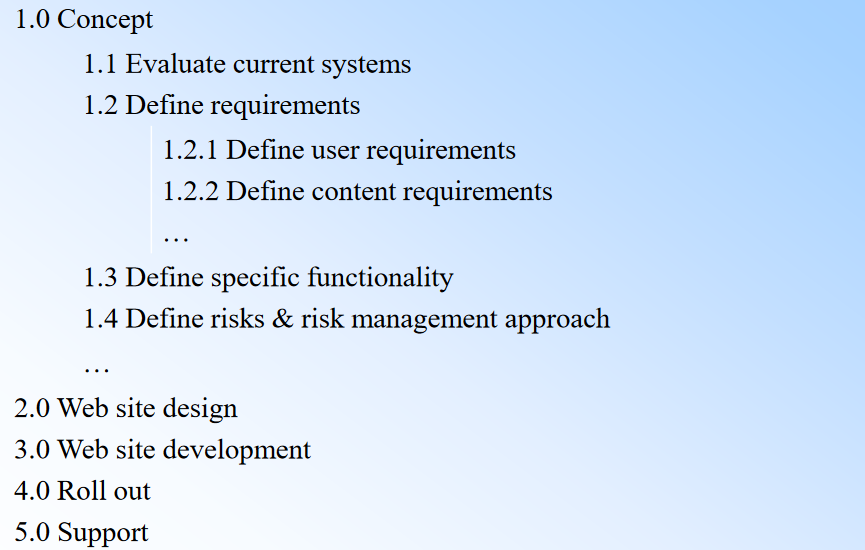 1.0 Concept
1.1 Evaluate current systems
1.2 Define requirements
1.2.1 Define user requirements
1.2.2 Define content requirements
…
1.3 Define specific functionality
1.4 Define risks & risk management approach
…
2.0 Web site design
3.0 Web site development
4.0 Roll out
5.0 Support